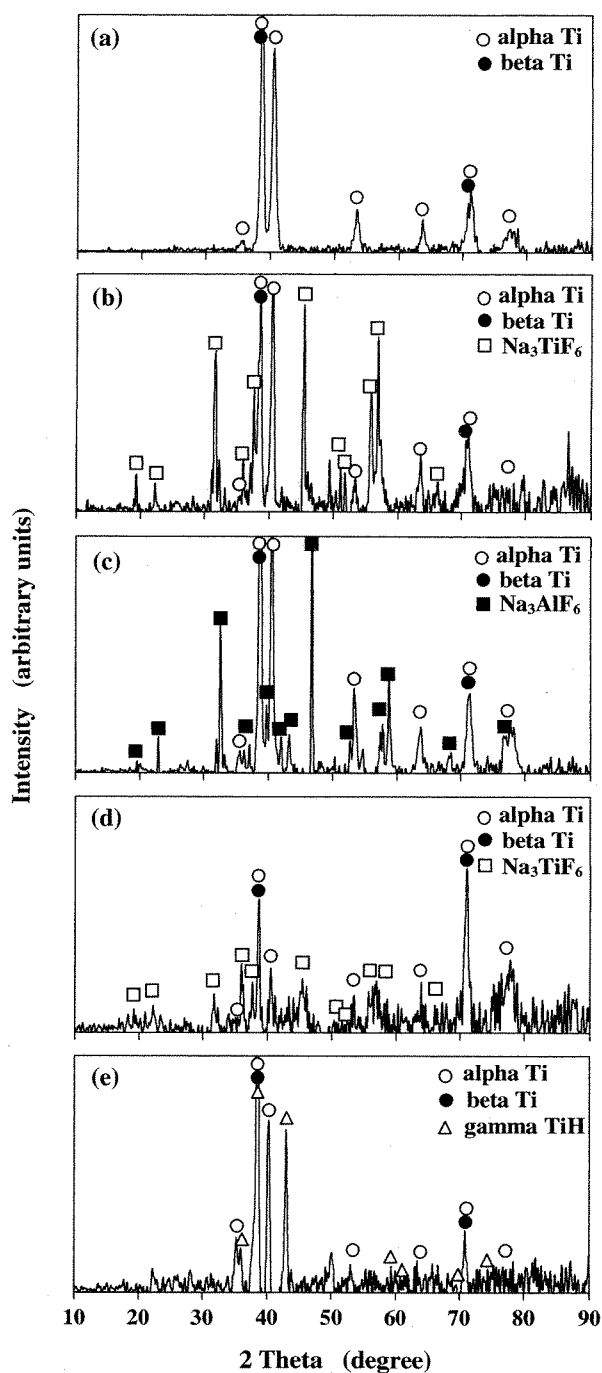 (a)
alpha Ti
beta Ti
(b)
alpha Ti
beta Ti
Na₃TiF₆
(c)
alpha Ti
beta Ti
Na₃AlF₆
(d)
alpha Ti
beta Ti
Na₃TiF₆
(e)
alpha Ti
beta Ti
gamma TiH
Intensity (arbitrary units)
10 20 30 40 50 60 70 80 90
2 Theta (degree)